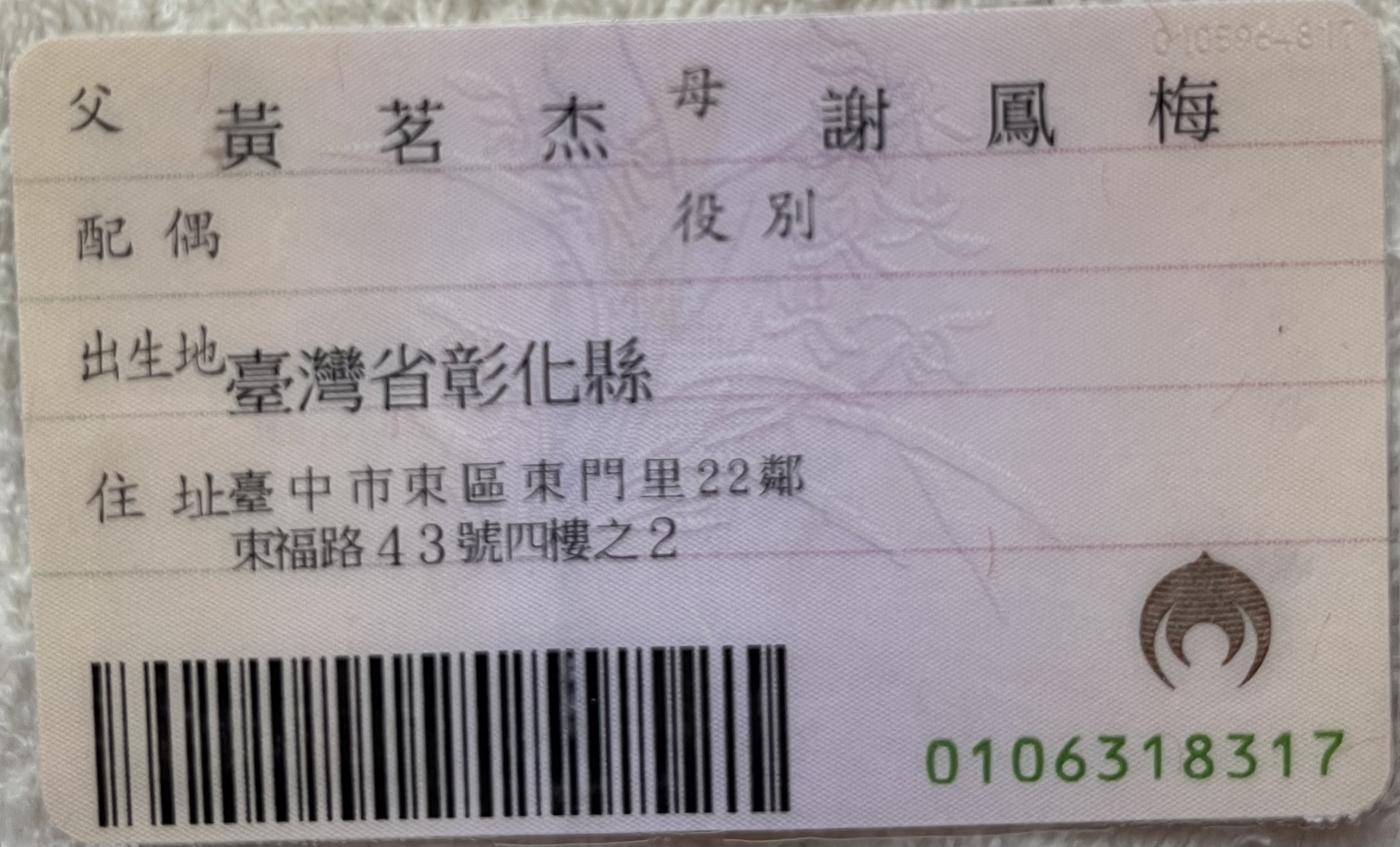 父 黃茗杰 母 謝鳳梅
配偶 役別
出生地 臺灣省彰化縣
住址 臺中市東區東門里22鄰
東福路43號四樓之2
0106318317